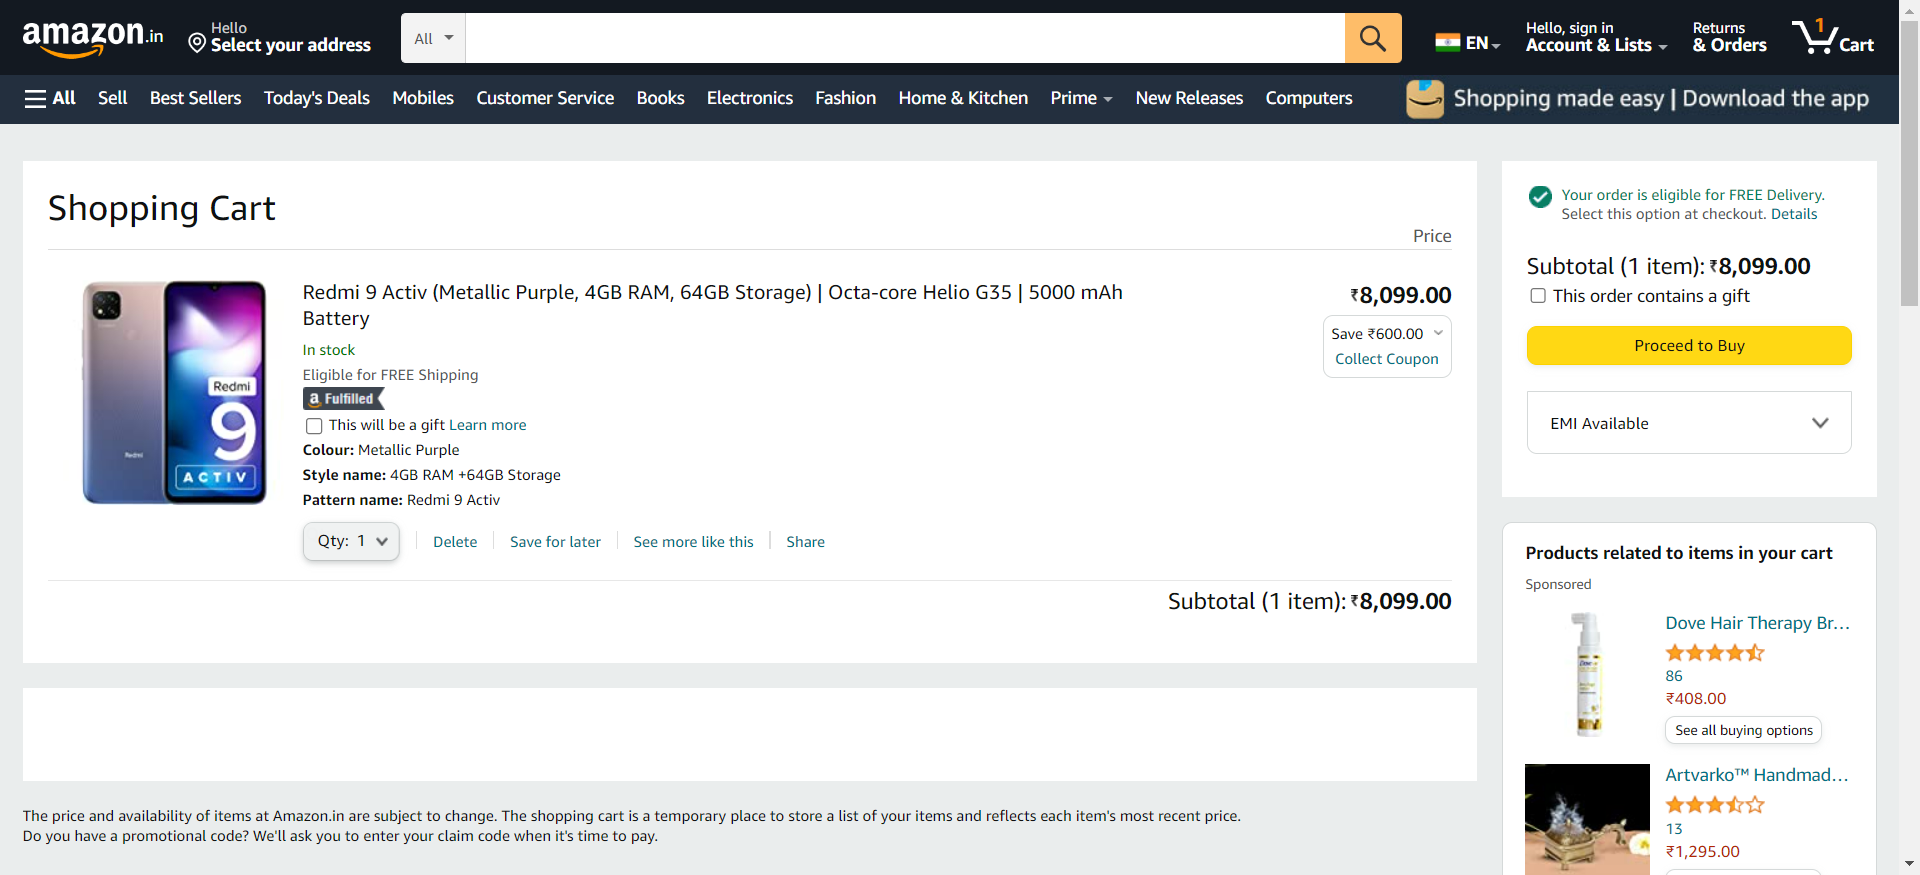 amazon.in
Hello
Select your address
All
EN
Hello, sign in
Account & Lists
Returns
& Orders
1
Cart
All
Sell
Best Sellers
Today's Deals
Mobiles
Customer Service
Books
Electronics
Fashion
Home & Kitchen
Prime
New Releases
Computers
Shopping made easy | Download the app
Shopping Cart
Price
Redmi
9
ACTIV
Redmi
Redmi 9 Activ (Metallic Purple, 4GB RAM, 64GB Storage) | Octa-core Helio G35 | 5000 mAh
Battery
In stock
Eligible for FREE Shipping
a Fulfilled
This will be a gift Learn more
Colour: Metallic Purple
Style name: 4GB RAM +64GB Storage
Pattern name: Redmi 9 Activ
Qty: 1
Delete
Save for later
See more like this
Share
₹8,099.00
Save ₹600.00
Collect Coupon
Subtotal (1 item): ₹8,099.00
The price and availability of items at Amazon.in are subject to change. The shopping cart is a temporary place to store a list of your items and reflects each item's most recent price.
Do you have a promotional code? We'll ask you to enter your claim code when it's time to pay.
Your order is eligible for FREE Delivery.
Select this option at checkout. Details
Subtotal (1 item): ₹8,099.00
This order contains a gift
Proceed to Buy
EMI Available
Products related to items in your cart
Sponsored
Dove
Dove Hair Therapy Br...
86
₹408.00
See all buying options
Artvarko™ Handmad...
13
₹1,295.00